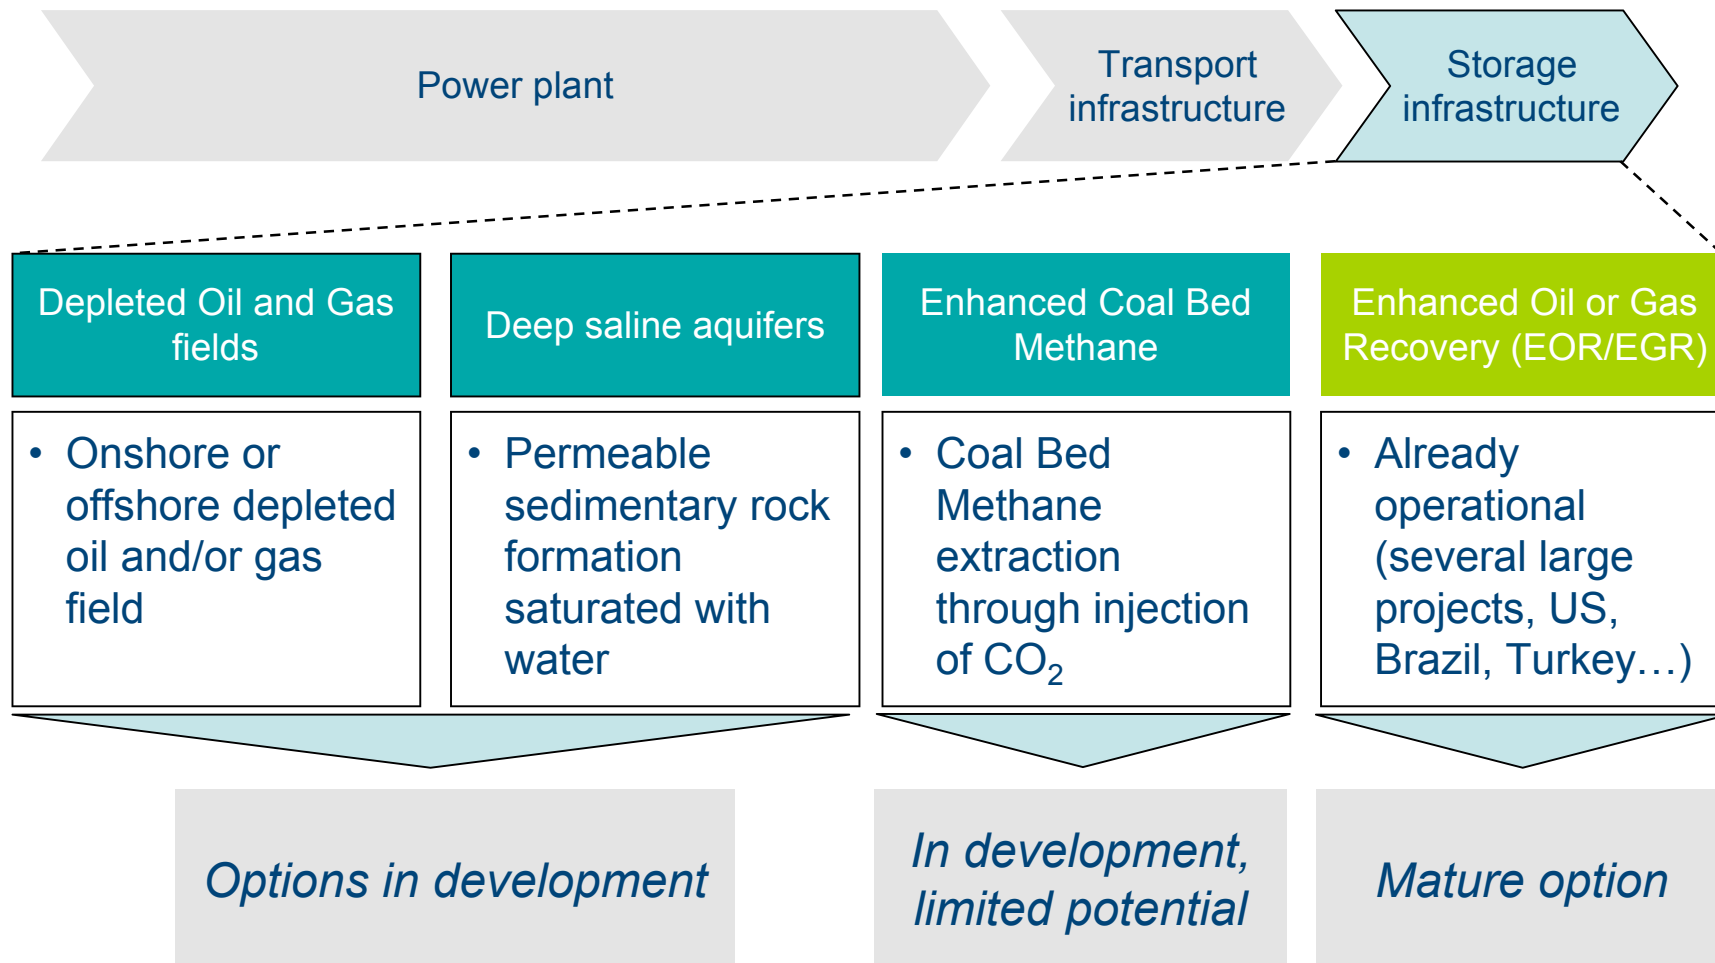 Power plant
Transport
infrastructure
Storage
infrastructure
Depleted Oil and Gas
fields
Deep saline aquifers
Enhanced Coal Bed
Methane
Enhanced Oil or Gas
Recovery (EOR/EGR)
• Onshore or
offshore depleted
oil and/or gas
field
• Permeable
sedimentary rock
formation
saturated with
water
• Coal Bed
Methane
extraction
through injection
of CO₂
• Already
operational
(several large
projects, US,
Brazil, Turkey…)
Options in development
In development,
limited potential
Mature option